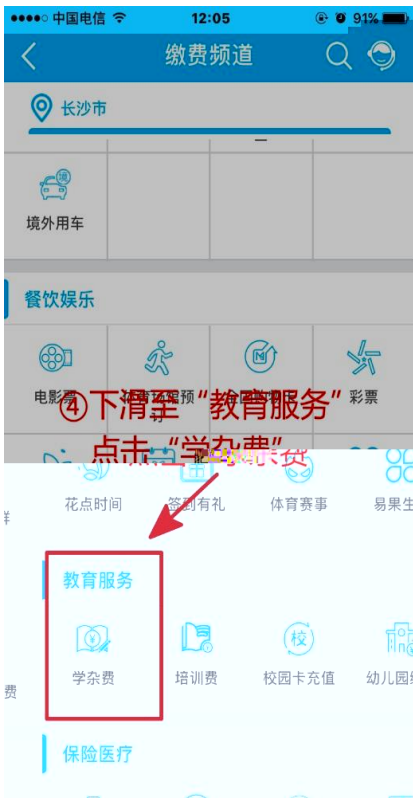 中国电信 12:05 91%
缴费频道
长沙市
境外用车
餐饮娱乐
电影票 彩票
④下滑至“教育服务”
点击“学杂费”
花点时间 签到有礼 体育赛事 易果生
教育服务
学杂费 培训费 校园卡充值 幼儿园
费
保险医疗